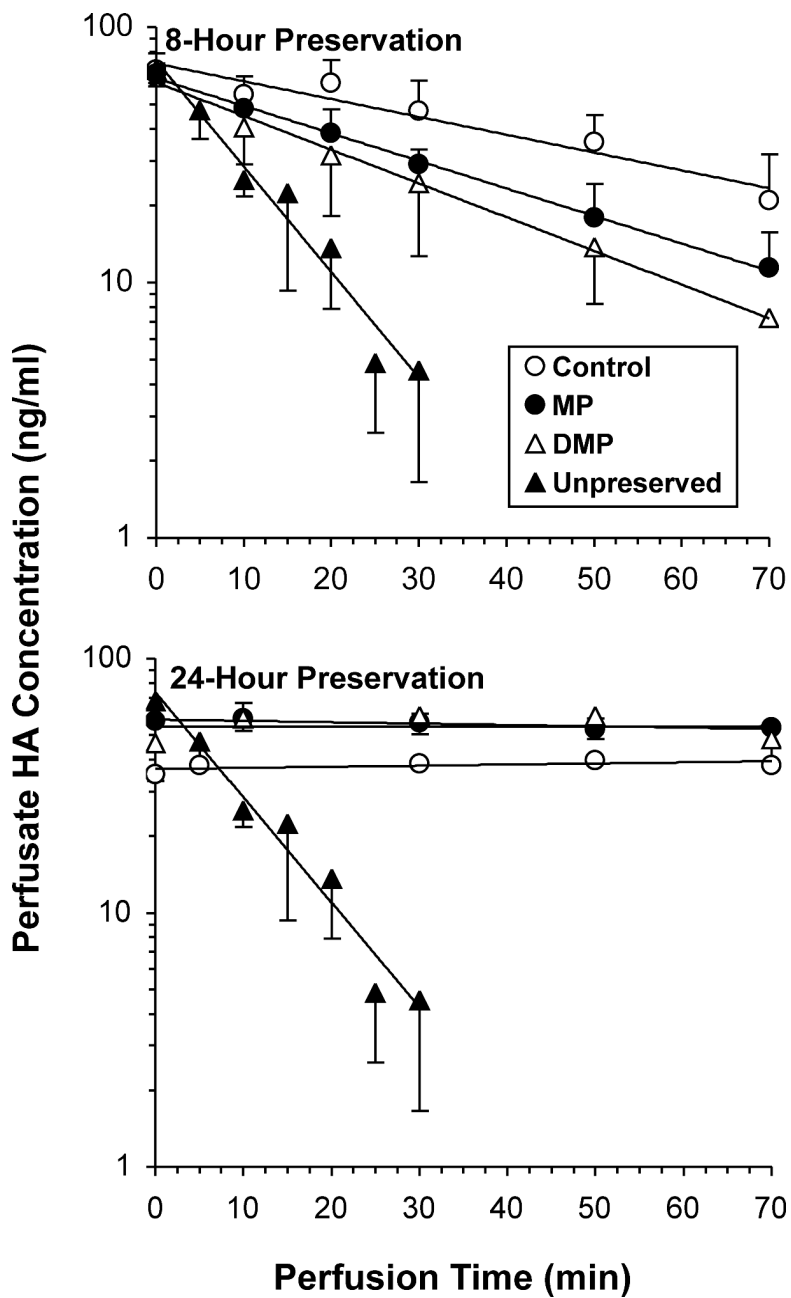 8-Hour Preservation
100
10
1
0 10 20 30 40 50 60 70
Control
MP
DMP
Unpreserved
24-Hour Preservation
100
10
1
0 10 20 30 40 50 60 70
Perfusate HA Concentration (ng/ml)
Perfusion Time (min)